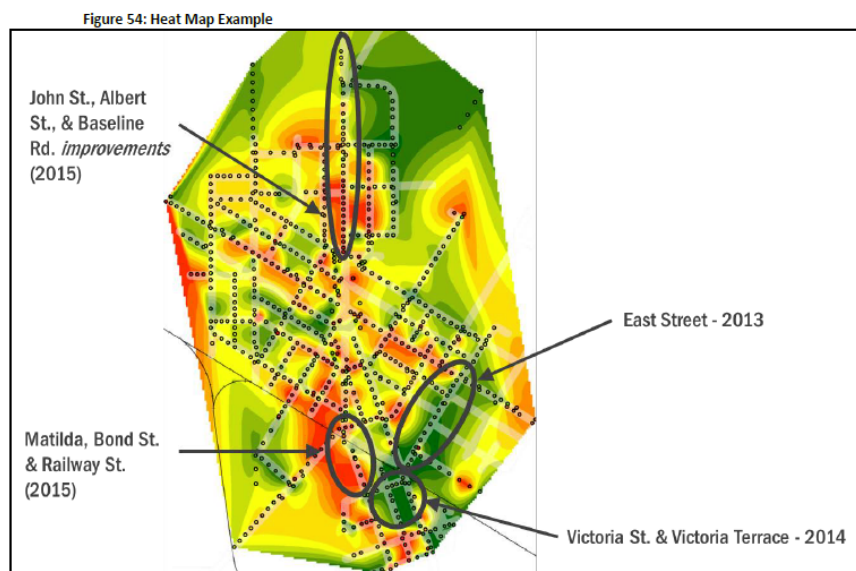 Figure 54: Heat Map Example
John St., Albert
St., & Baseline
Rd. improvements
(2015)
East Street - 2013
Matilda, Bond St.
& Railway St.
(2015)
Victoria St. & Victoria Terrace - 2014